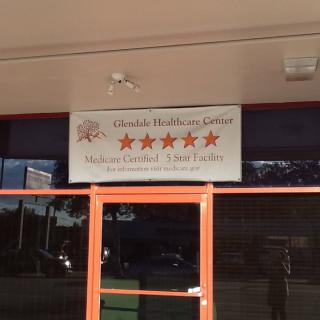 Glendale Healthcare Center
Medicare Certified 5 Star Facility
For information visit medicare.gov